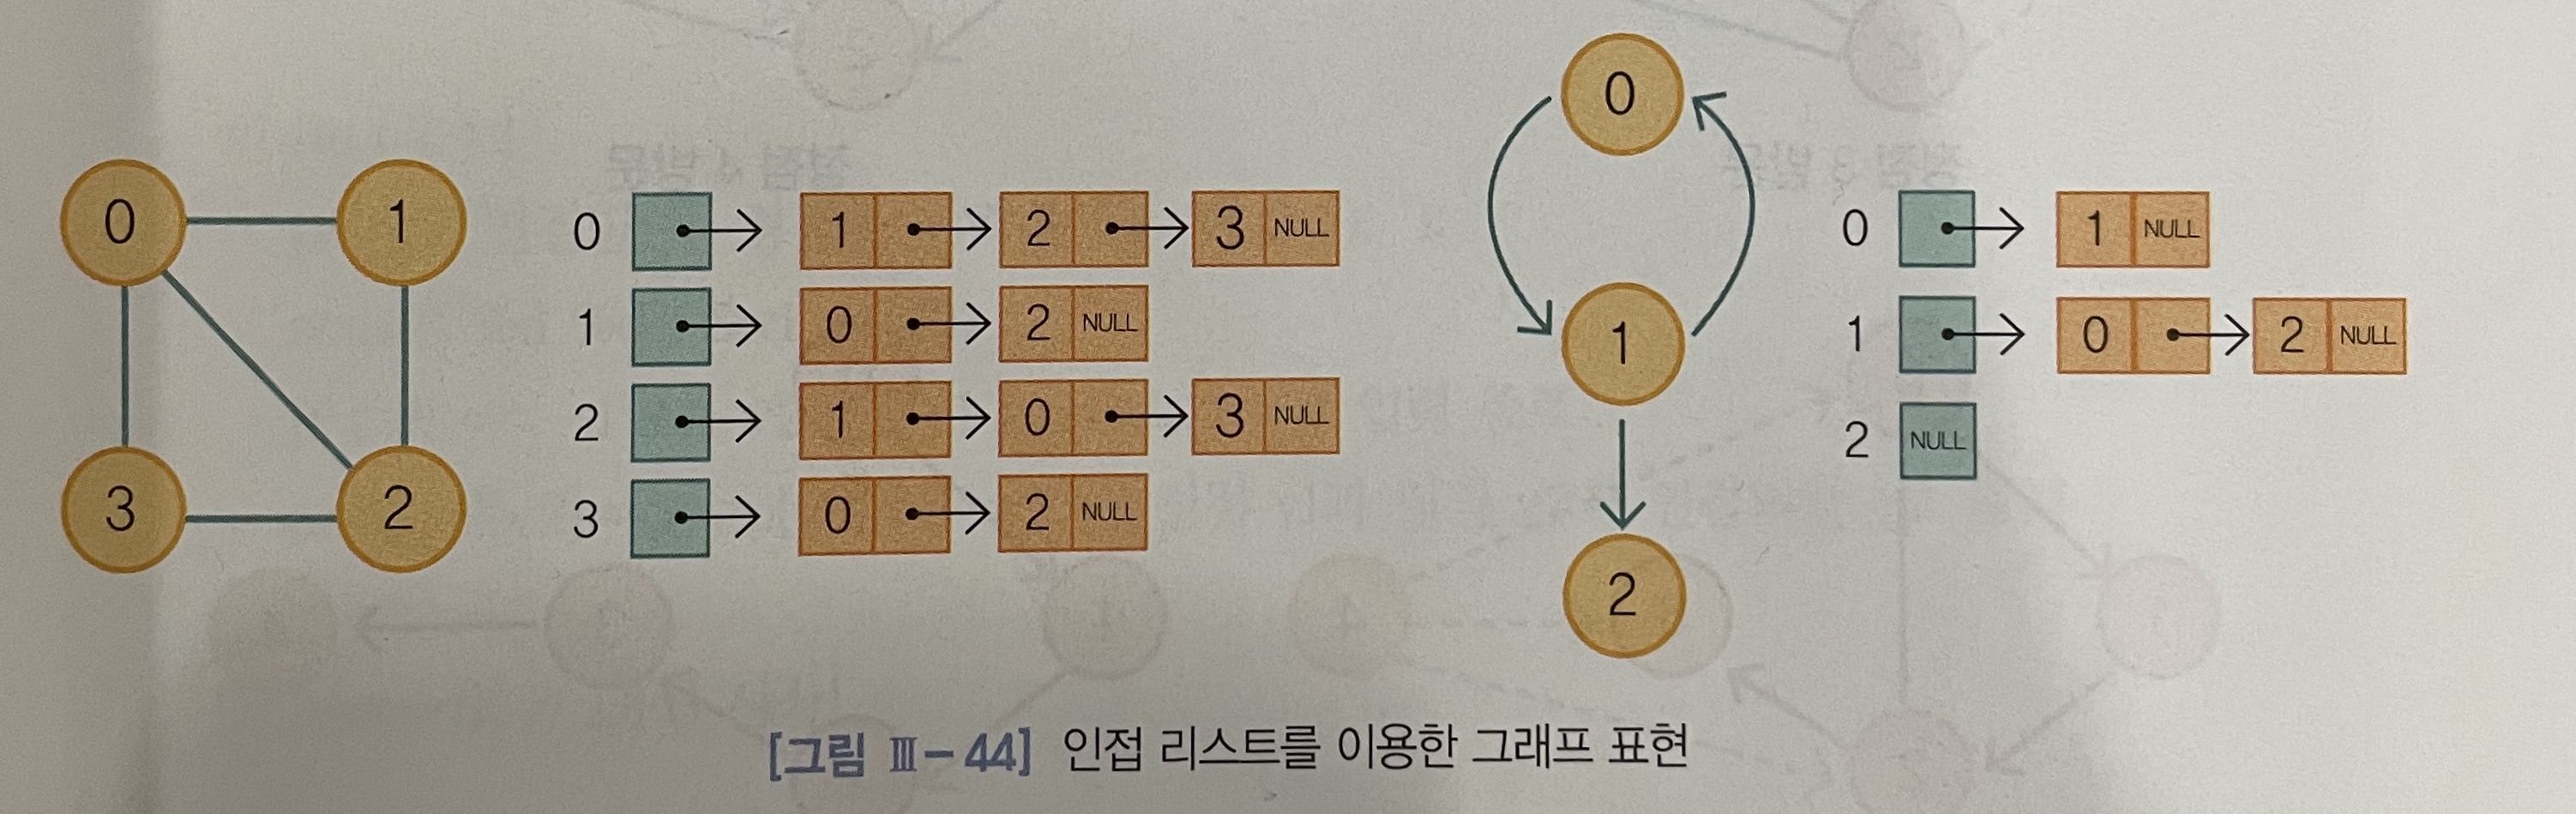 0 1
3 2
0 1 2 3 NULL
1 0 2 NULL
2 1 0 3 NULL
3 0 2 NULL
0
1
2
0 1 NULL
1 0 2 NULL
2 NULL
[그림 Ⅲ-44] 인접 리스트를 이용한 그래프 표현